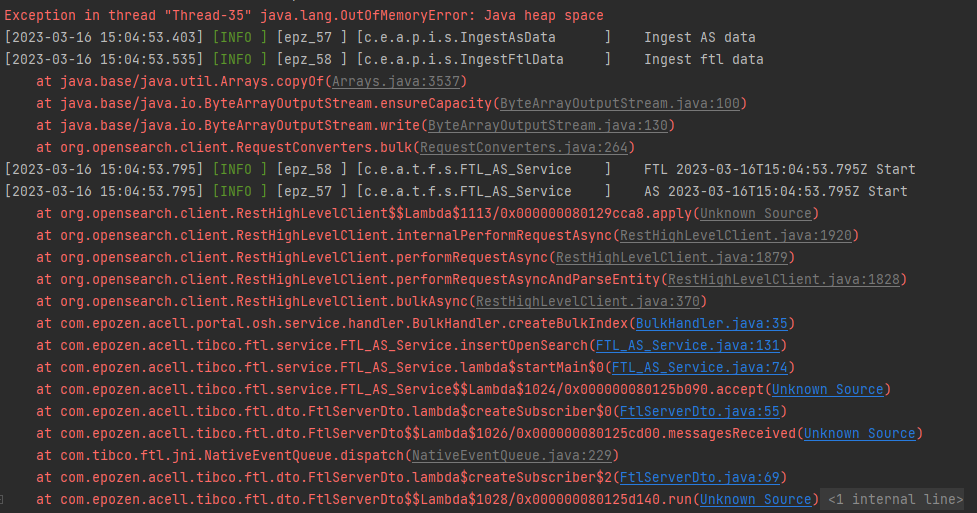 Exception in thread "Thread-35" java.lang.OutOfMemoryError: Java heap space
[2023-03-16 15:04:53.403] [INFO ] [epz_57 ] [c.e.a.p.i.s.IngestAsData      ]    Ingest AS data
[2023-03-16 15:04:53.535] [INFO ] [epz_58 ] [c.e.a.p.i.s.IngestFtlData     ]    Ingest ftl data
    at java.base/java.util.Arrays.copyOf(Arrays.java:3537)
    at java.base/java.io.ByteArrayOutputStream.ensureCapacity(ByteArrayOutputStream.java:100)
    at java.base/java.io.ByteArrayOutputStream.write(ByteArrayOutputStream.java:130)
    at org.opensearch.client.RequestConverters.bulk(RequestConverters.java:264)
[2023-03-16 15:04:53.795] [INFO ] [epz_58 ] [c.e.a.t.f.s.FTL_AS_Service    ]    FTL 2023-03-16T15:04:53.795Z Start
[2023-03-16 15:04:53.795] [INFO ] [epz_57 ] [c.e.a.t.f.s.FTL_AS_Service    ]    AS 2023-03-16T15:04:53.795Z Start
    at org.opensearch.client.RestHighLevelClient$$Lambda$1113/0x000000080129cca8.apply(Unknown Source)
    at org.opensearch.client.RestHighLevelClient.internalPerformRequestAsync(RestHighLevelClient.java:1920)
    at org.opensearch.client.RestHighLevelClient.performRequestAsync(RestHighLevelClient.java:1879)
    at org.opensearch.client.RestHighLevelClient.performRequestAsyncAndParseEntity(RestHighLevelClient.java:1828)
    at org.opensearch.client.RestHighLevelClient.bulkAsync(RestHighLevelClient.java:370)
    at com.epozen.acell.portal.osh.service.handler.BulkHandler.createBulkIndex(BulkHandler.java:35)
    at com.epozen.acell.tibco.ftl.service.FTL_AS_Service.insertOpenSearch(FTL_AS_Service.java:131)
    at com.epozen.acell.tibco.ftl.service.FTL_AS_Service.lambda$startMain$0(FTL_AS_Service.java:74)
    at com.epozen.acell.tibco.ftl.service.FTL_AS_Service$$Lambda$1024/0x000000080125b090.accept(Unknown Source)
    at com.epozen.acell.tibco.ftl.dto.FtlServerDto.lambda$createSubscriber$0(FtlServerDto.java:55)
    at com.epozen.acell.tibco.ftl.dto.FtlServerDto$$Lambda$1026/0x000000080125cd00.messagesReceived(Unknown Source)
    at com.tibco.ftl.jni.NativeEventQueue.dispatch(NativeEventQueue.java:229)
    at com.epozen.acell.tibco.ftl.dto.FtlServerDto.lambda$createSubscriber$2(FtlServerDto.java:69)
    at com.epozen.acell.tibco.ftl.dto.FtlServerDto$$Lambda$1028/0x000000080125d140.run(Unknown Source) <1 internal line>